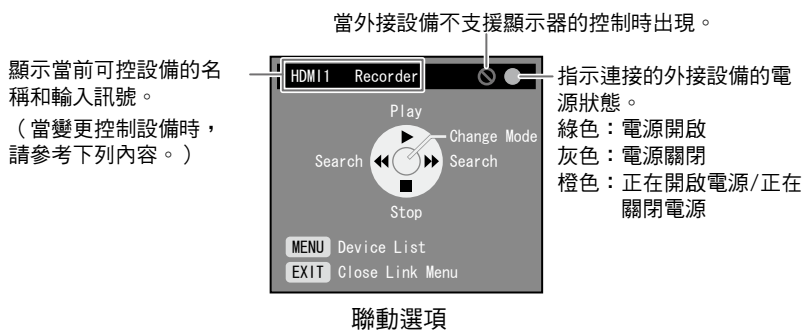 當外接設備不支援顯示器的控制時出現。
顯示當前可控設備的名
稱和輸入訊號。
（當變更控制設備時，
請參考下列內容。）
HDMI1 Recorder
指示連接的外接設備的電
源狀態。
綠色：電源開啟
灰色：電源關閉
橙色：正在開啟電源/正在
關閉電源
Play
Change Mode
Search
Search
Stop
MENU Device List
EXIT Close Link Menu
聯動選項